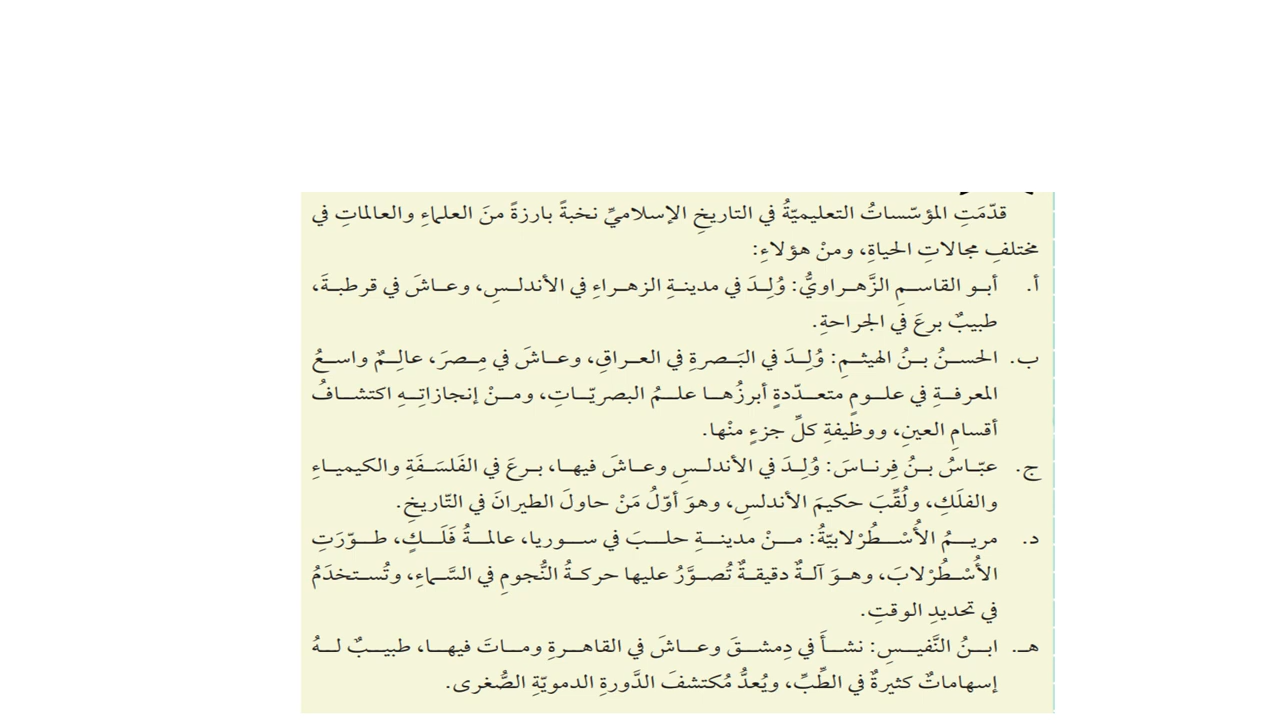 قدّمَتِ المؤسّساتُ التعليميّةُ في التاريخِ الإسلاميِّ نخبةً بارزةً منَ العلماءِ والعالماتِ في
مختلفِ مجالاتِ الحياةِ، ومنْ هؤلاءِ:
أ. أبو القاسمِ الزَّهراويُّ: وُلِدَ في مدينةِ الزهراءِ في الأندلسِ، وعاشَ في قرطبةَ،
طبيبٌ برعَ في الجراحةِ.
ب. الحسنُ بنُ الهيثمِ: وُلِدَ في البَصرةِ في العراقِ، وعاشَ في مِصرَ، عالِمٌ واسعُ
المعرفةِ في علومٍ متعدّدةٍ أبرزُها علمُ البصريّاتِ، ومنْ إنجازاتِهِ اكتشافُ
أقسامِ العينِ، ووظيفةِ كلِّ جزءٍ منْها.
ج. عبّاسُ بنُ فِرناسَ: وُلِدَ في الأندلسِ وعاشَ فيها، برعَ في الفَلسَفَةِ والكيمياءِ
والفلَكِ، ولُقِّبَ حكيمَ الأندلسِ، وهوَ أوّلُ مَنْ حاولَ الطيرانَ في التّاريخِ.
د. مريمُ الأُسْطُرْلابيّةُ: منْ مدينةِ حلبَ في سوريا، عالمةُ فَلَكٍ، طوّرَتِ
الأُسْطُرْلابَ، وهوَ آلةٌ دقيقةٌ تُصوَّرُ عليها حركةُ النُّجومِ في السَّماءِ، وتُستخدَمُ
في تحديدِ الوقتِ.
هـ. ابنُ النَّفيسِ: نشأَ في دِمشقَ وعاشَ في القاهرةِ وماتَ فيها، طبيبٌ لهُ
إسهاماتٌ كثيرةٌ في الطِّبِّ، ويُعدُّ مُكتشفَ الدَّورةِ الدمويّةِ الصُّغرى.